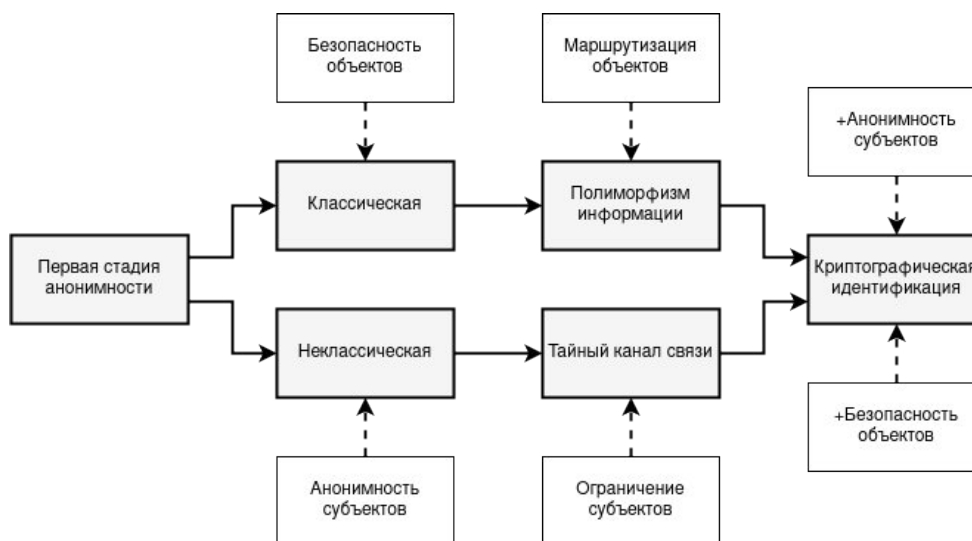 Безопасность
объектов
Маршрутизация
объектов
+Анонимность
субъектов
Классическая
Полиморфизм
информации
Первая стадия
анонимности
Криптографическая
идентификация
Неклассическая
Тайный канал связи
+Безопасность
объектов
Анонимность
субъектов
Ограничение
субъектов